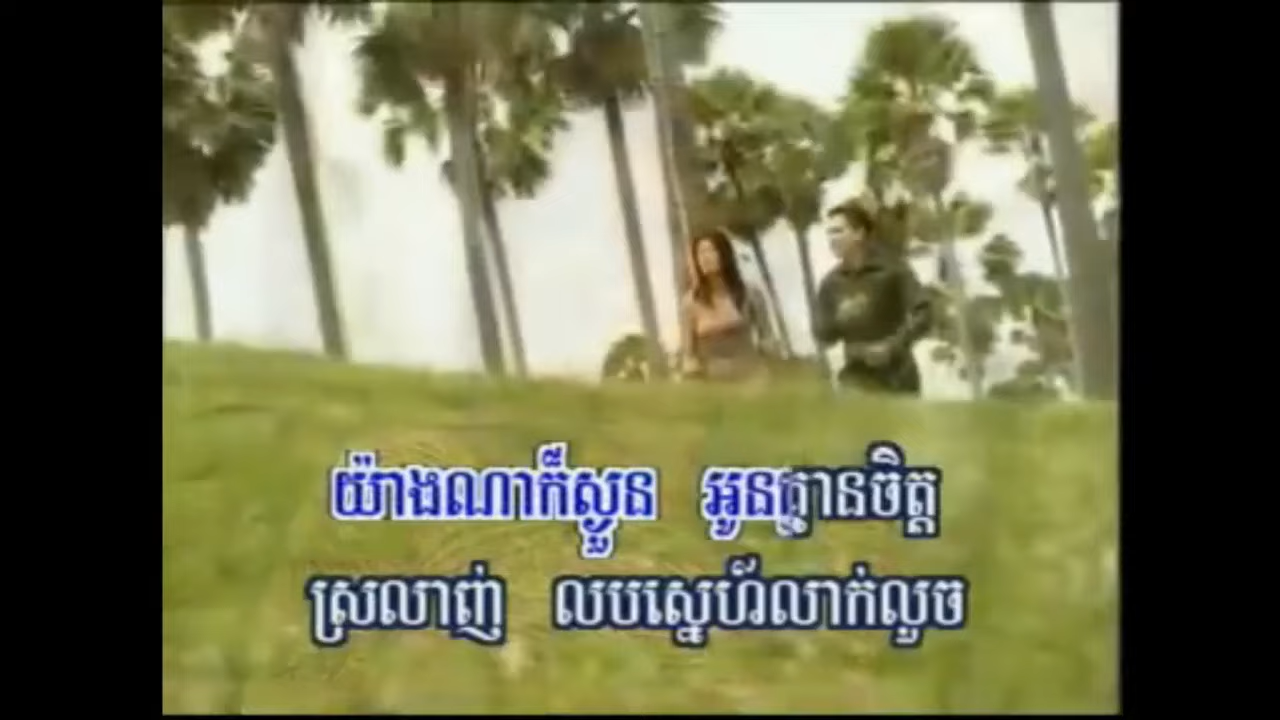 យ៉ាងណាក៏ស្ងួន អូនគ្មានចិត្ត
ស្រលាញ់ លបស្នេហ៍លាក់លួច